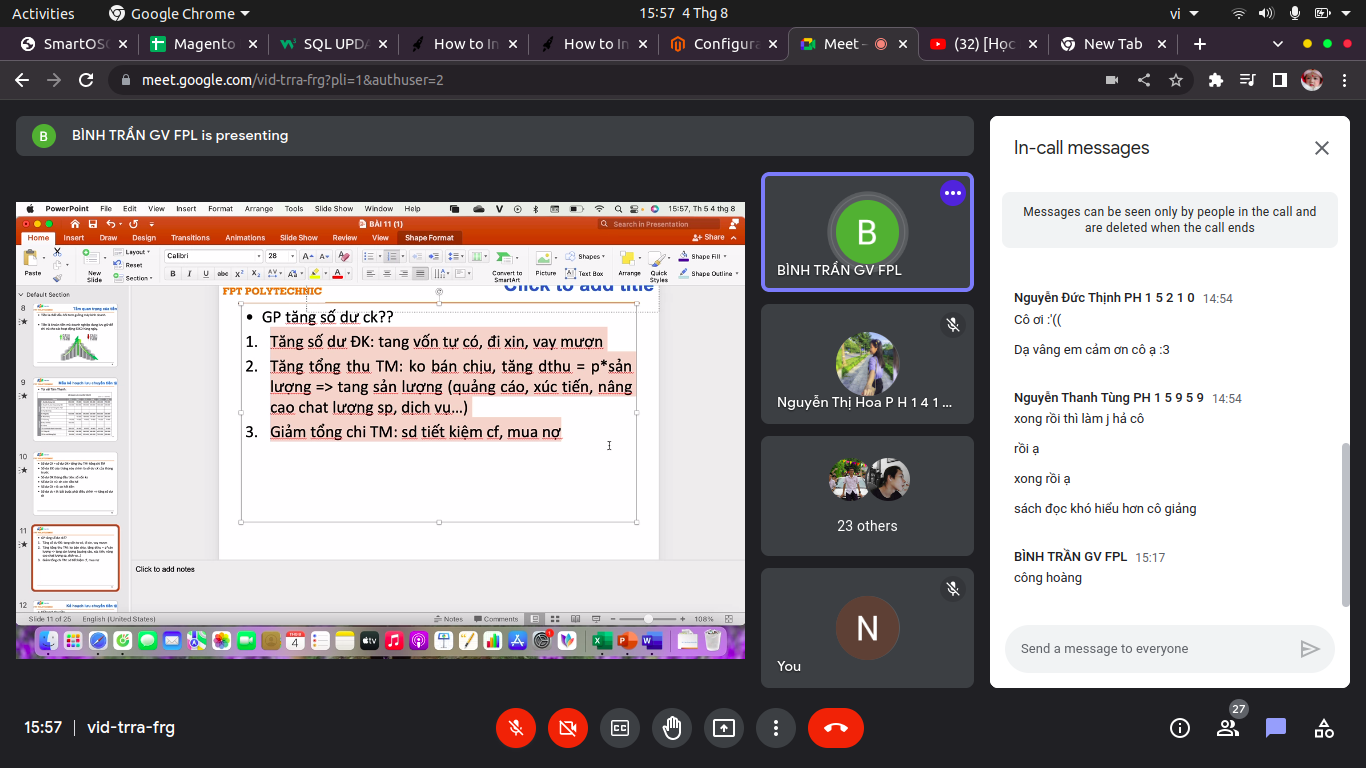 Activities
Google Chrome
15:57 4 Thg 8
vi
SmartOS
Magento
SQL UPDA
How to In
How to In
Configura
Meet –
(32) [Học
New Tab
meet.google.com/vid-trra-frg?pli=1&authuser=2
B BÌNH TRẦN GV FPL is presenting
PowerPoint File Edit View Insert Format Arrange Tools Slide Show Window Help 15:57, Th 5 4 thg 8
BÀI 11 (1)
Search in Presentation
Home Insert Draw Design Transitions Animations Slide Show Review View Shape Format Share
Paste
New Slide
Layout
Reset
Section
Calibri 28
Convert to SmartArt
Picture
Shapes
Text Box
Arrange
Quick Styles
Shape Fill
Shape Outline
Default Section
8
9
10
11
12
FPT POLYTECHNIC
Click to add title
• GP tăng số dư ck??
1. Tăng số dư ĐK: tang vốn tự có, đi xin, vay mượn
2. Tăng tổng thu TM: ko bán chịu, tăng dthu = p*sản
lượng => tang sản lượng (quảng cáo, xúc tiến, nâng
cao chat lượng sp, dịch vụ…)
3. Giảm tổng chi TM: sd tiết kiệm cf, mua nợ
Click to add notes
Slide 11 of 25 English (United States) Notes Comments 108%
B
BÌNH TRẦN GV FPL
Nguyễn Thị Hoa P H 1 4 1 ...
23 others
N
You
In-call messages
Messages can be seen only by people in the call and
are deleted when the call ends
Nguyễn Đức Thịnh PH 1 5 2 1 0 14:54
Cô ơi :'((
Dạ vâng em cảm ơn cô ạ :3
Nguyễn Thanh Tùng PH 1 5 9 5 9 14:54
xong rồi thì làm j hả cô
rồi ạ
xong rồi ạ
sách đọc khó hiểu hơn cô giảng
BÌNH TRẦN GV FPL 15:17
công hoàng
Send a message to everyone
15:57 | vid-trra-frg
27